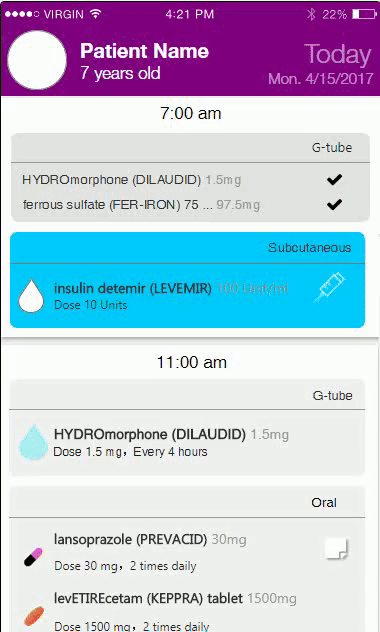 VIRGIN 4:21 PM 22%
Patient Name Today
7 years old Mon. 4/15/2017
7:00 am
G-tube
HYDROmorphone (DILAUDID) 1.5mg
ferrous sulfate (FER-IRON) 75 ... 97.5mg
Subcutaneous
insulin detemir (LEVEMIR) 100 Unit/ml
Dose 10 Units
11:00 am
G-tube
HYDROmorphone (DILAUDID) 1.5mg
Dose 1.5 mg, Every 4 hours
Oral
lansoprazole (PREVACID) 30mg
Dose 30 mg, 2 times daily
levETIREcetam (KEPPRA) tablet 1500mg
Dose 1500 mg, 2 times daily